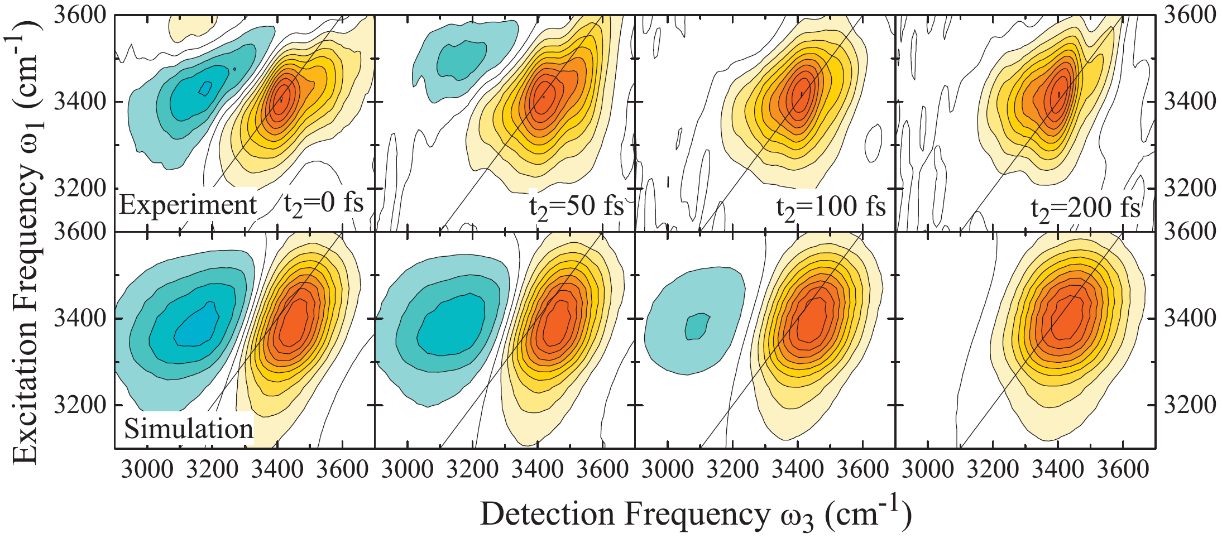 3600 3600
3400 3400
3200 3200
Experiment t2=0 fs t2=50 fs t2=100 fs t2=200 fs
3600 3600
3400 3400
3200 3200
Simulation
3000 3200 3400 3600 3000 3200 3400 3600 3000 3200 3400 3600 3000 3200 3400 3600
Excitation Frequency ω1 (cm-1)
Detection Frequency ω3 (cm-1)